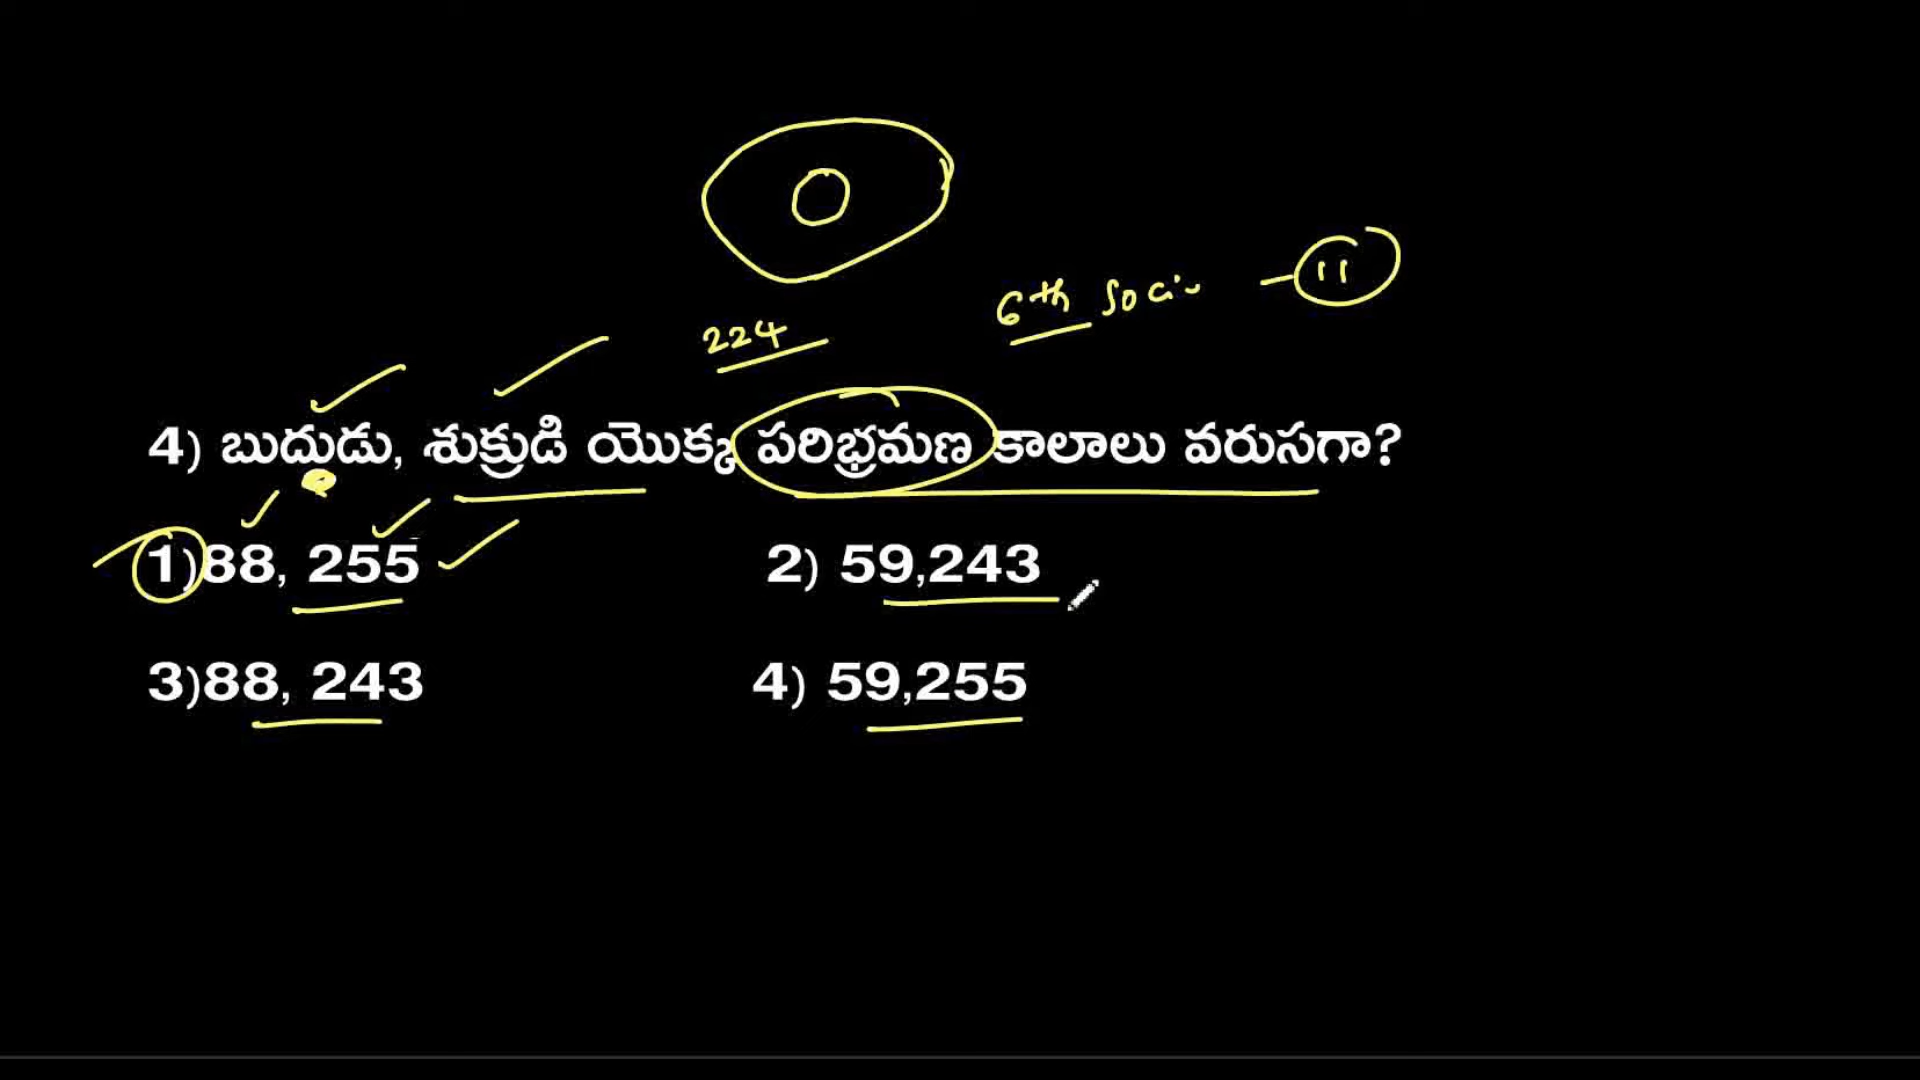 6th Soci - 11
224
4) బుదుడు, శుక్రుడి యొక్క పరిభ్రమణ కాలాలు వరుసగా?
1)88, 255 2) 59,243
3)88, 243 4) 59,255